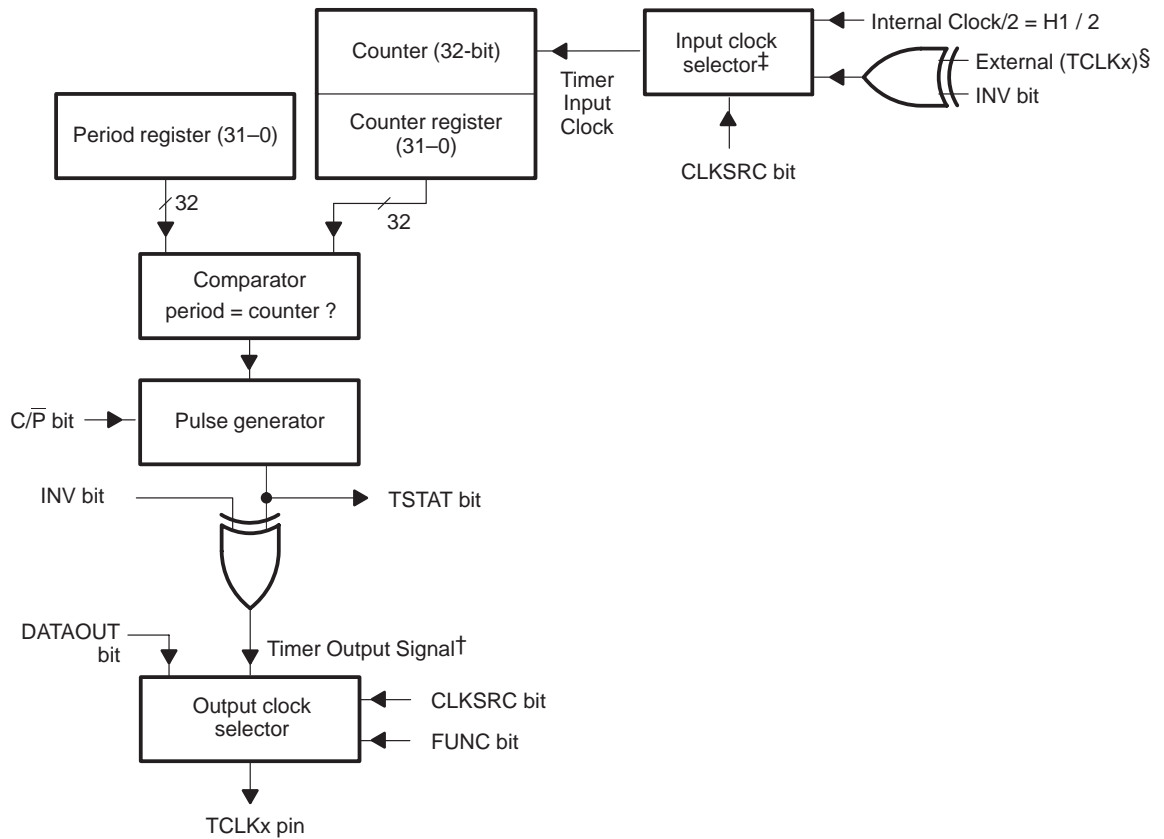 Counter (32-bit)
Counter register
(31–0)
Period register (31–0)
Timer
Input
Clock
Input clock
selector‡
Internal Clock/2 = H1 / 2
External (TCLKx)§
INV bit
CLKSRC bit
32
32
Comparator
period = counter ?
C/P̅ bit
Pulse generator
INV bit
TSTAT bit
DATAOUT
bit
Timer Output Signal†
Output clock
selector
CLKSRC bit
FUNC bit
TCLKx pin